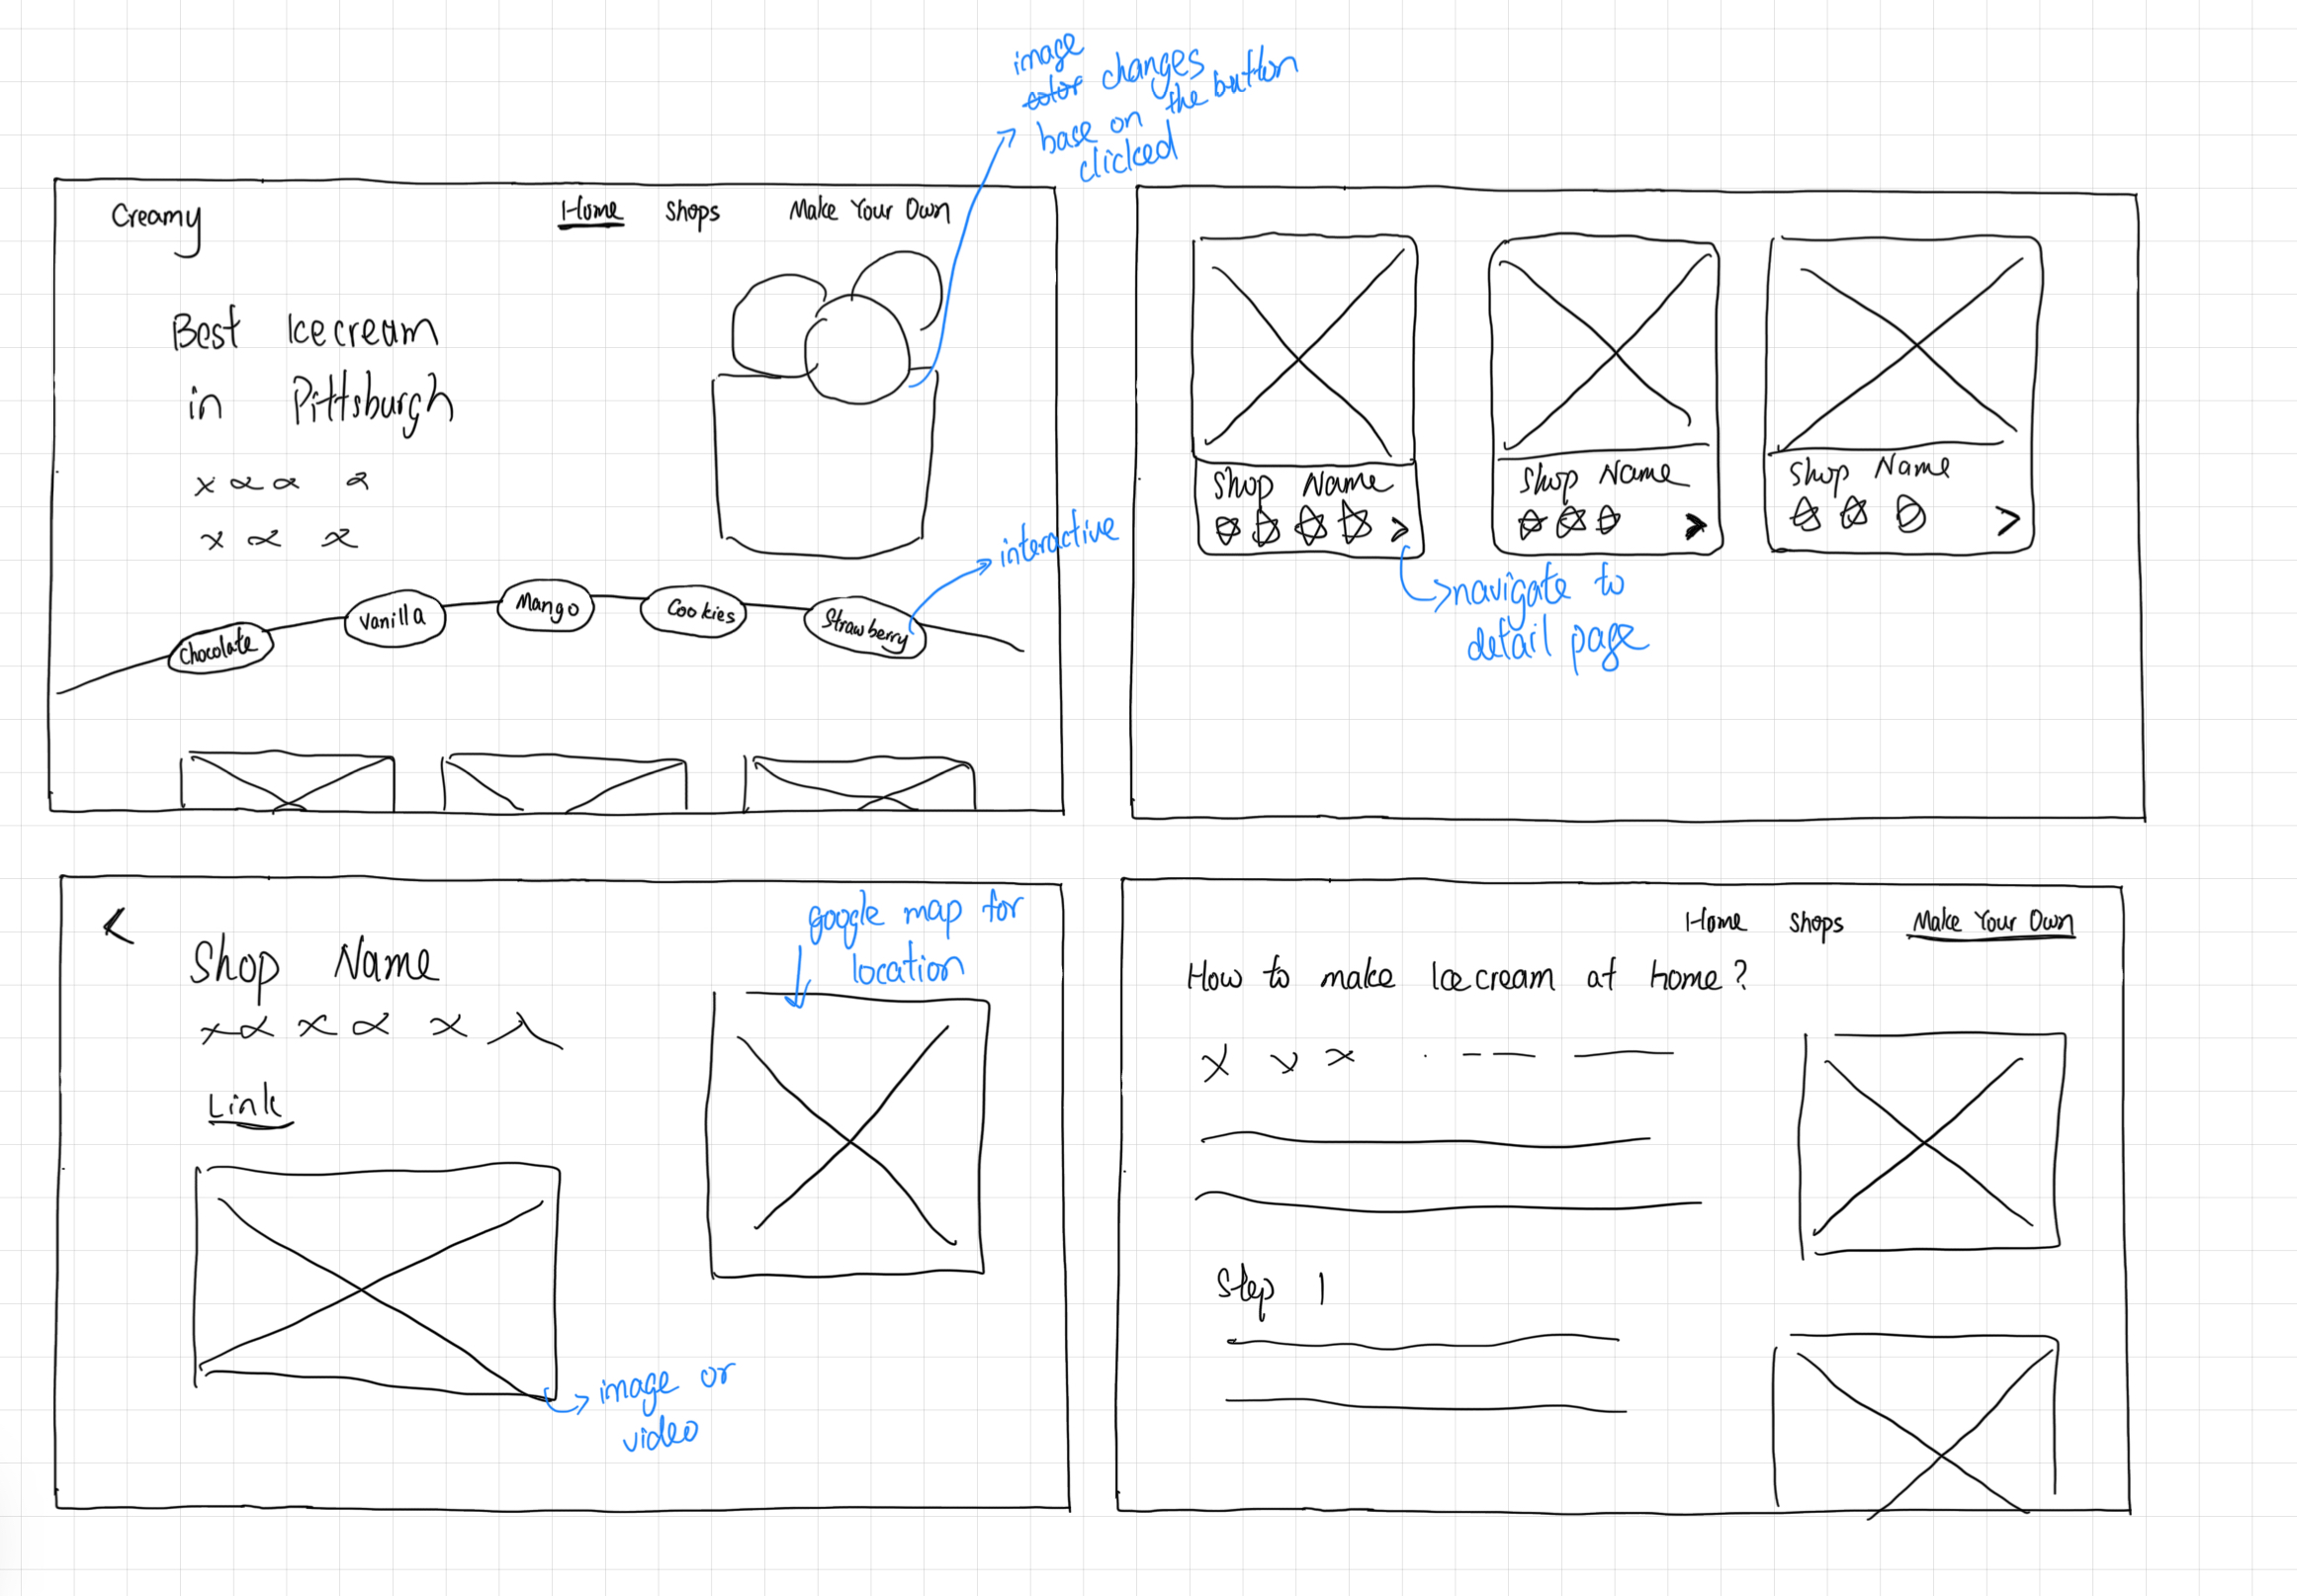 image
color changes
base on the button
clicked
Creamy
Home Shops Make Your Own
Best Icecream
in Pittsburgh
interactive
Chocolate Vanilla Mango Cookies Strawberry
Shop Name
Shop Name
Shop Name
navigate to
detail page
<
Shop Name
Link
google map for
location
image or
video
Home Shops Make Your Own
How to make Icecream at home?
Step 1